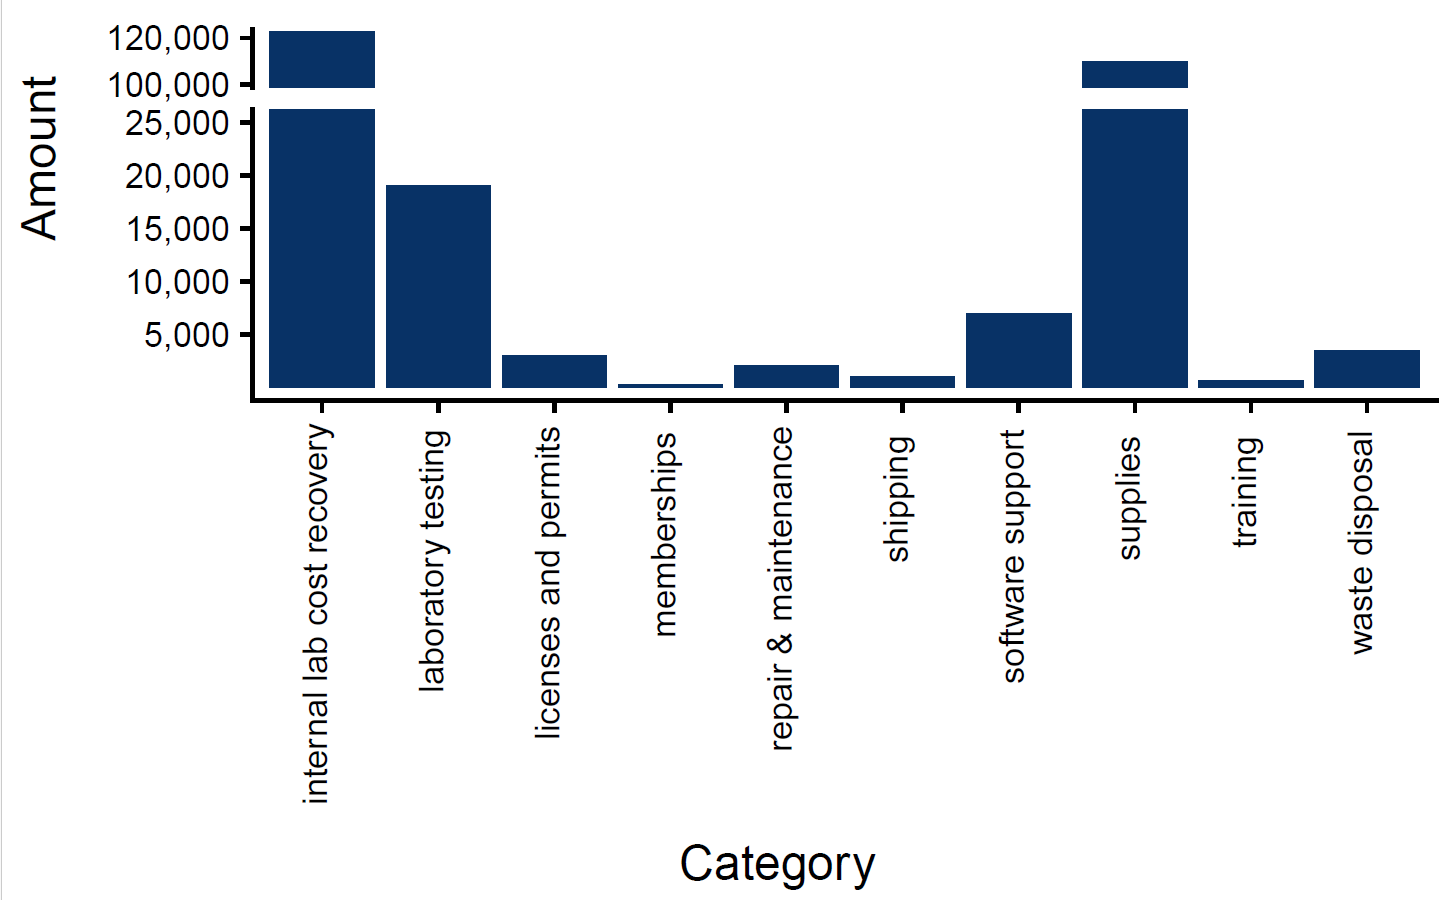 Amount
120,000
100,000
25,000
20,000
15,000
10,000
5,000
internal lab cost recovery
laboratory testing
licenses and permits
memberships
repair & maintenance
shipping
software support
supplies
training
waste disposal
Category